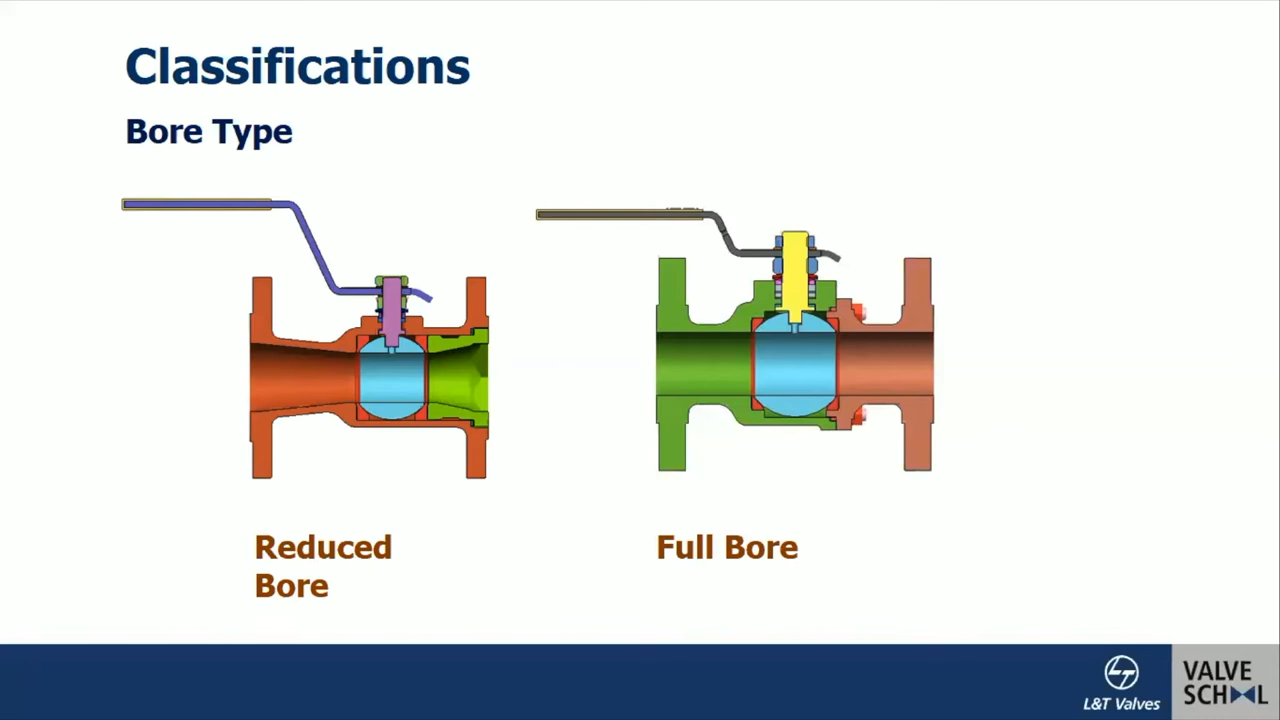 Classifications
Bore Type
Reduced
Bore
Full Bore
L&T Valves
VALVE
SCHOOL